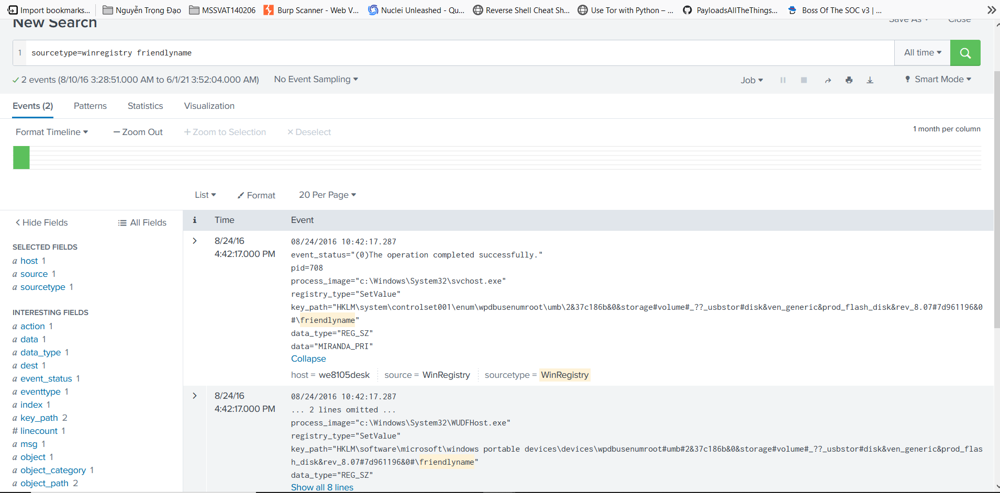 Import bookmarks... Nguyễn Trọng Đạo MSSVAT140206 Burp Scanner - Web V... Nuclei Unleashed - Qu... Reverse Shell Cheat Sh... Use Tor with Python – ... PayloadsAllTheThings... Boss Of The SOC v3 | ...
New Search
Save As Close
1 sourcetype=winregistry friendlyname All time
2 events (8/10/16 3:28:51.000 AM to 6/1/21 3:52:04.000 AM) No Event Sampling Job Smart Mode
Events (2) Patterns Statistics Visualization
Format Timeline — Zoom Out + Zoom to Selection × Deselect 1 month per column
List Format 20 Per Page
< Hide Fields All Fields
SELECTED FIELDS
a host 1
a source 1
a sourcetype 1
INTERESTING FIELDS
a action 1
a data 1
a data_type 1
a dest 1
a event_status 1
a eventtype 1
a index 1
a key_path 2
# linecount 1
a msg 1
a object 1
a object_category 1
a object_path 2
i Time Event
8/24/16
4:42:17.000 PM
08/24/2016 10:42:17.287
event_status="(0)The operation completed successfully."
pid=708
process_image="c:\Windows\System32\svchost.exe"
registry_type="SetValue"
key_path="HKLM\system\controlset001\enum\wpdbusenumroot\umb\2&37c186b&0&storage#volume#_??_usbstor#disk&ven_generic&prod_flash_disk&rev_8.07#7d961196&0
#\friendlyname"
data_type="REG_SZ"
data="MIRANDA_PRI"
Collapse
host = we8105desk source = WinRegistry sourcetype = WinRegistry
8/24/16
4:42:17.000 PM
08/24/2016 10:42:17.287
... 2 lines omitted ...
process_image="c:\Windows\System32\WUDFHost.exe"
registry_type="SetValue"
key_path="HKLM\software\microsoft\windows portable devices\devices\wpdbusenumroot#umb#2&37c186b&0&storage#volume#_??_usbstor#disk&ven_generic&prod_flas
h_disk&rev_8.07#7d961196&0#\friendlyname"
data_type="REG_SZ"
Show all 8 lines